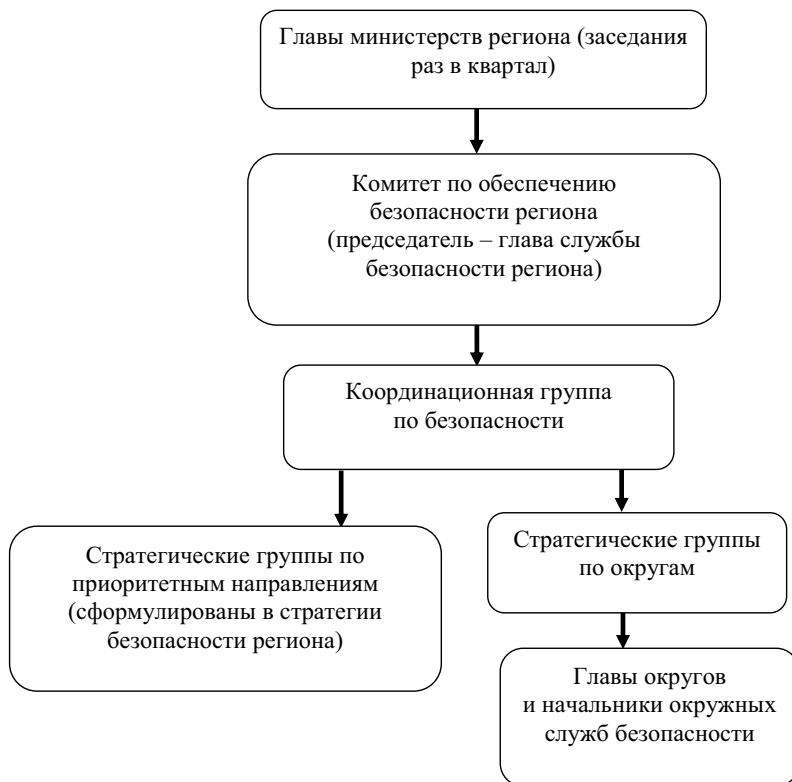 Главы министерств региона (заседания
раз в квартал)
Комитет по обеспечению
безопасности региона
(председатель – глава службы
безопасности региона)
Координационная группа
по безопасности
Стратегические группы по
приоритетным направлениям
(сформулированы в стратегии
безопасности региона)
Стратегические группы
по округам
Главы округов
и начальники окружных
служб безопасности